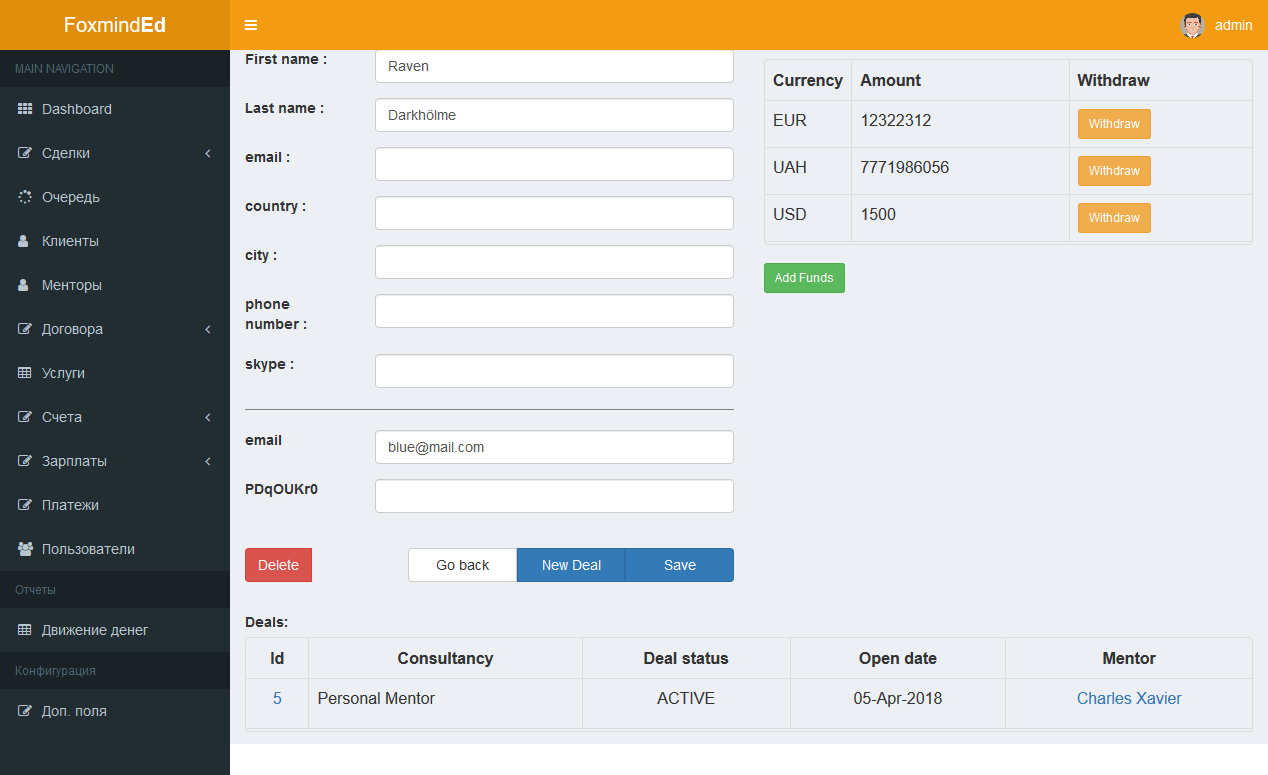 FoxmindEd
admin
MAIN NAVIGATION
Dashboard
Сделки
Очередь
Клиенты
Менторы
Договора
Услуги
Счета
Зарплаты
Платежи
Пользователи
Отчеты
Движение денег
Конфигурация
Доп. поля
First name : Raven
Last name : Darkhölme
email :
country :
city :
phone
number :
skype :
email blue@mail.com
PDqOUKr0
Delete Go back New Deal Save
Currency Amount Withdraw
EUR 12322312 Withdraw
UAH 7771986056 Withdraw
USD 1500 Withdraw
Add Funds
Deals:
Id Consultancy Deal status Open date Mentor
5 Personal Mentor ACTIVE 05-Apr-2018 Charles Xavier